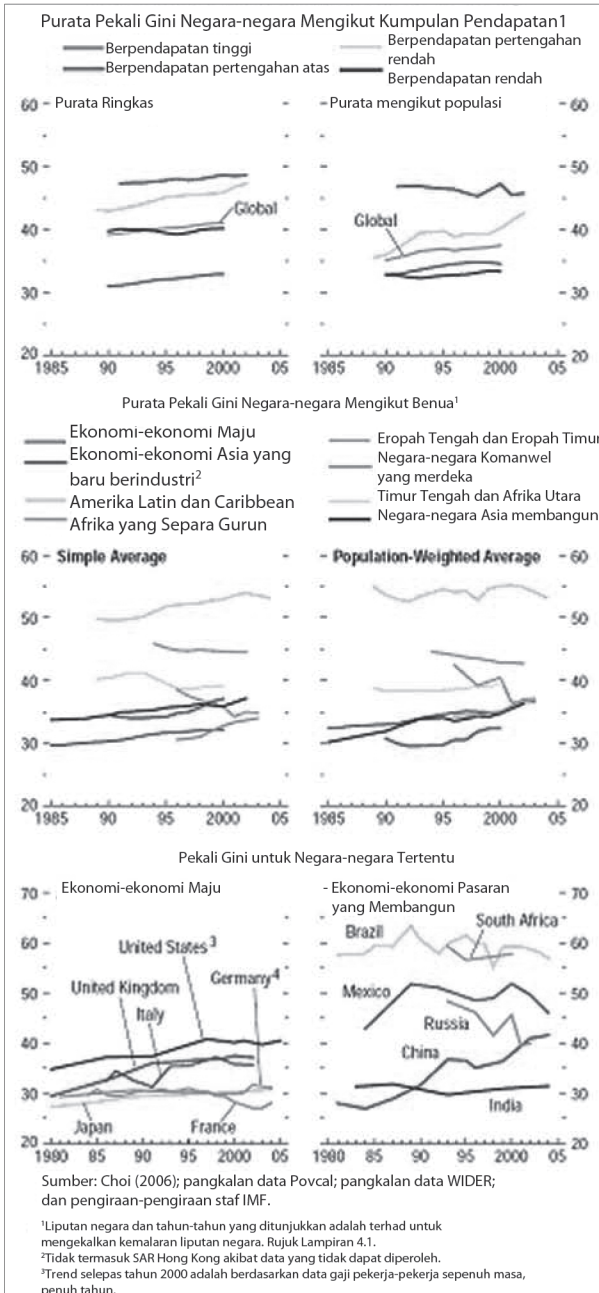 Purata Pekali Gini Negara-negara Mengikut Kumpulan Pendapatan1
Berpendapatan tinggi
Berpendapatan pertengahan atas
Berpendapatan pertengahan
rendah
Berpendapatan rendah
60 Purata Ringkas
50
40
30
20
Global
1985 90 95 2000 05
Purata mengikut populasi 60
50
40
30
20
Global
1985 90 95 2000 05
Purata Pekali Gini Negara-negara Mengikut Benua1
Ekonomi-ekonomi Maju
Ekonomi-ekonomi Asia yang
baru berindustri2
Amerika Latin dan Caribbean
Afrika yang Separa Gurun
Eropah Tengah dan Eropah Timur
Negara-negara Komanwel
yang merdeka
Timur Tengah dan Afrika Utara
Negara-negara Asia membangun
60 Simple Average
50
40
30
20
1985 90 95 2000 05
Population-Weighted Average 60
50
40
30
20
1985 90 95 2000 05
Pekali Gini untuk Negara-negara Tertentu
70 Ekonomi-ekonomi Maju
60
50
40
30
20
United States3
Germany4
United Kingdom
Italy
Japan
France
1980 85 90 95 2000 05
- Ekonomi-ekonomi Pasaran 70
yang Membangun
60
50
40
30
20
South Africa
Brazil
Mexico
Russia
China
India
1980 85 90 95 2000 05
Sumber: Choi (2006); pangkalan data Povcal; pangkalan data WIDER;
dan pengiraan-pengiraan staf IMF.
1Liputan negara dan tahun-tahun yang ditunjukkan adalah terhad untuk
mengekalkan kemalaran liputan negara. Rujuk Lampiran 4.1.
2Tidak termasuk SAR Hong Kong akibat data yang tidak dapat diperoleh.
3Trend selepas tahun 2000 adalah berdasarkan data gaji pekerja-pekerja sepenuh masa,
penuh tahun.